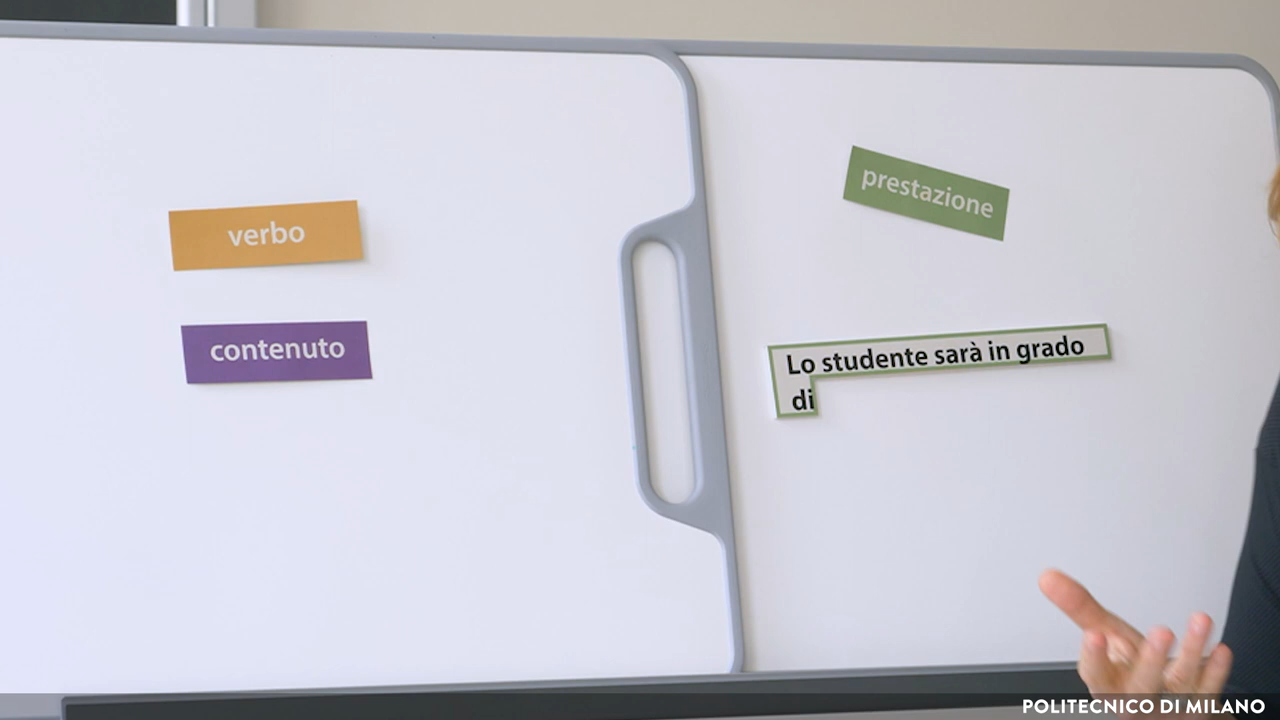 verbo
contenuto
prestazione
Lo studente sarà in grado
di
POLITECNICO DI MILANO